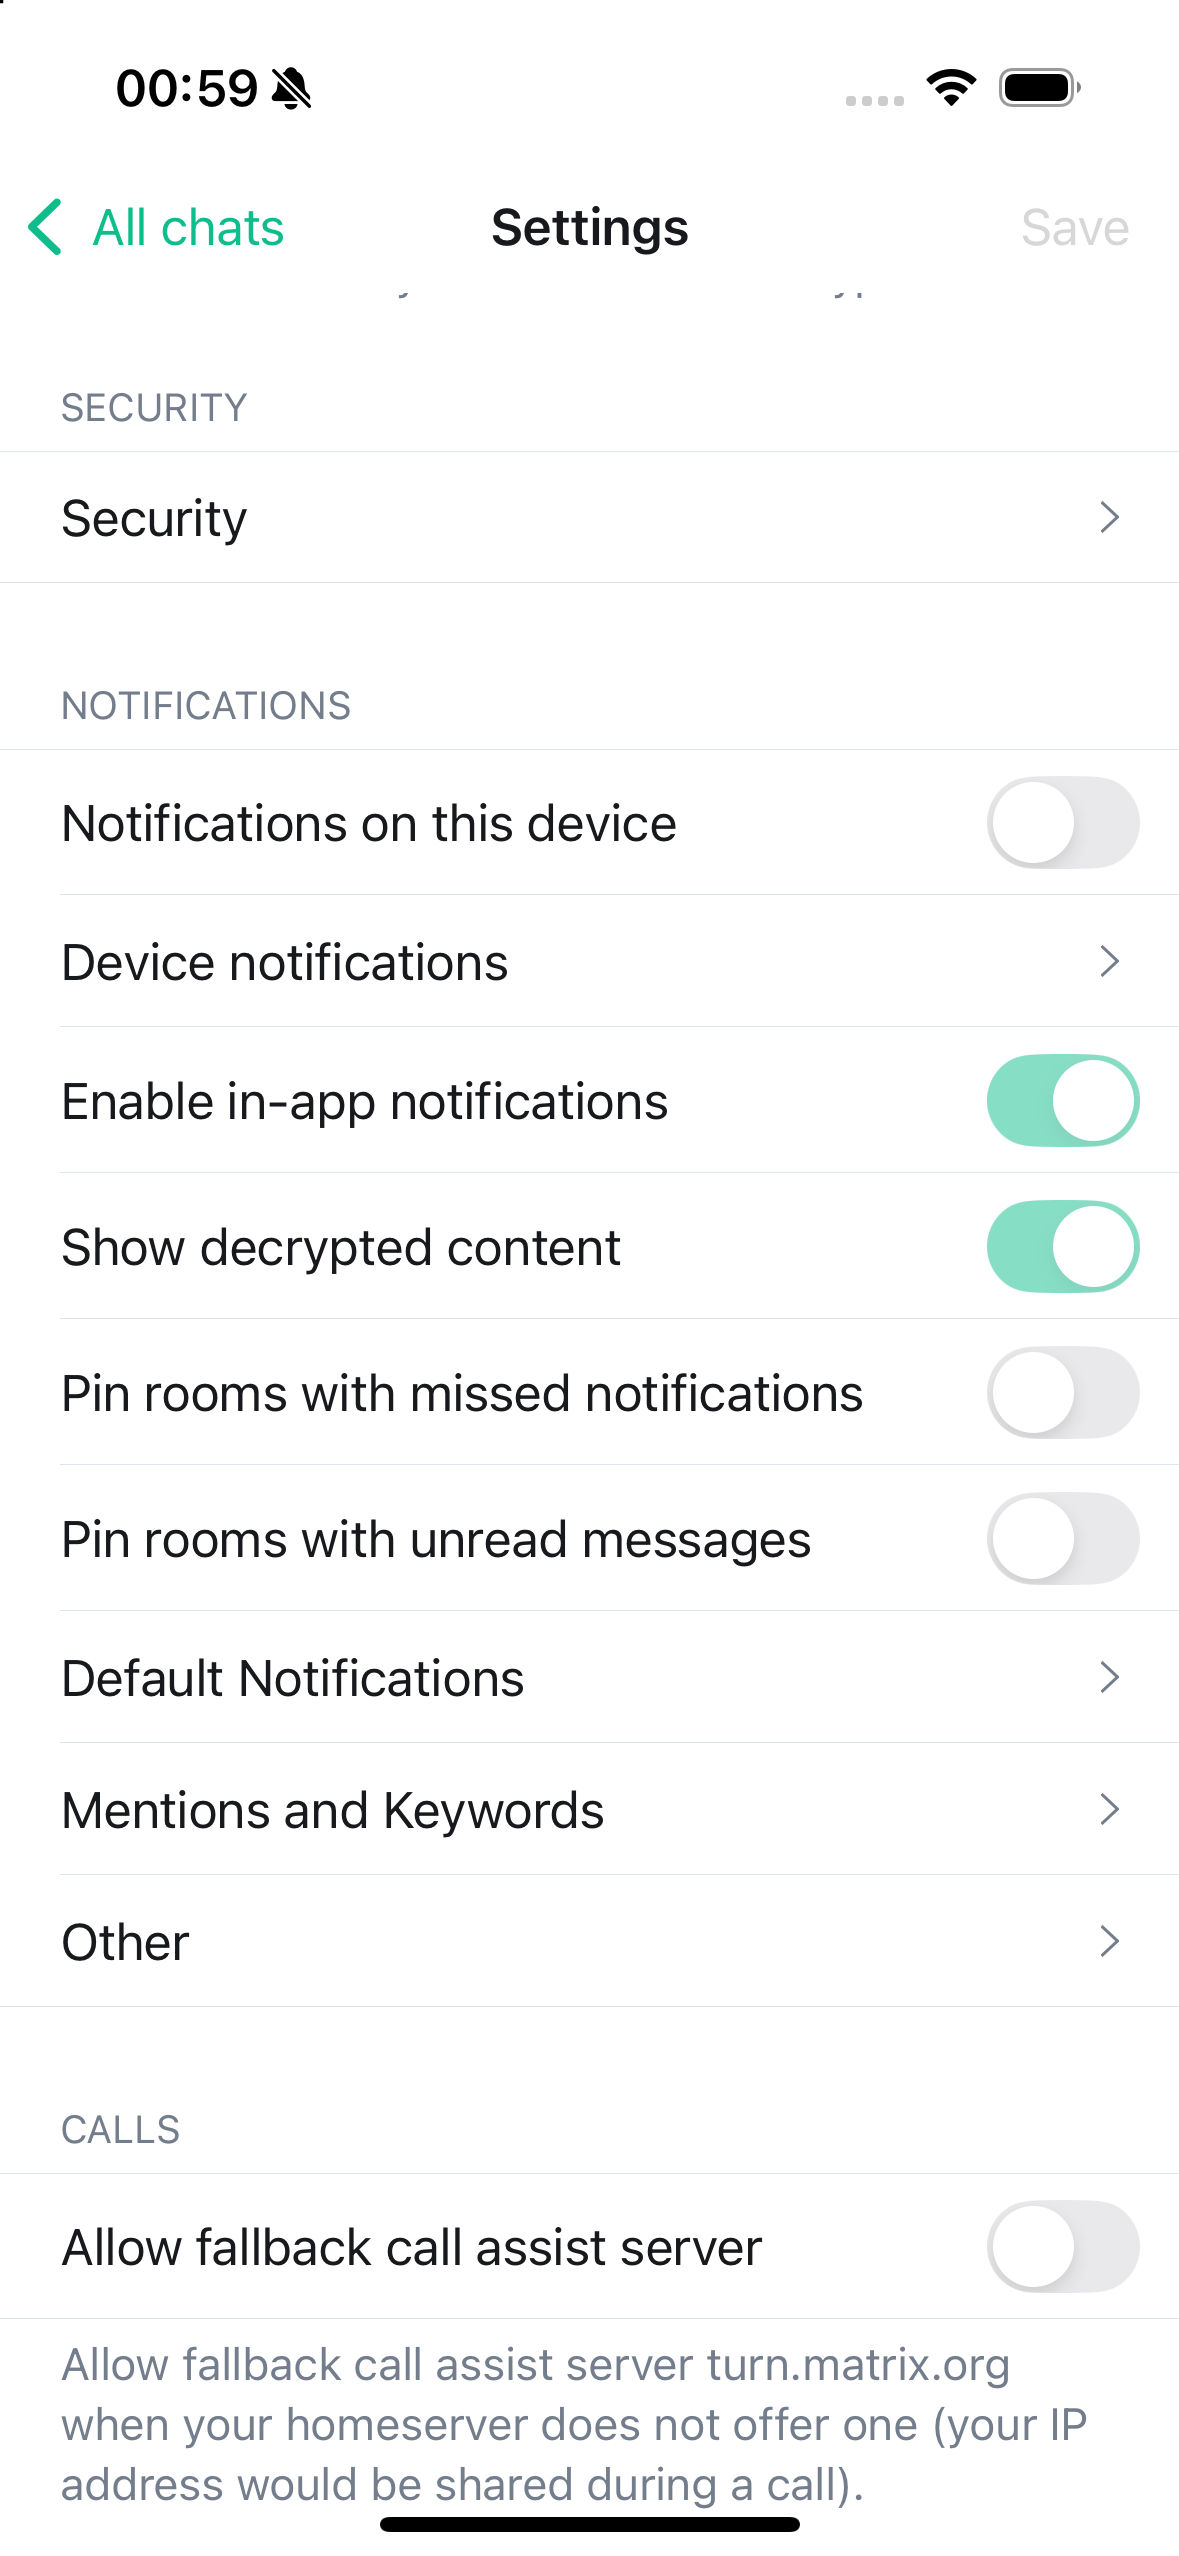 00:59
All chats
Settings
Save
SECURITY
Security
NOTIFICATIONS
Notifications on this device
Device notifications
Enable in-app notifications
Show decrypted content
Pin rooms with missed notifications
Pin rooms with unread messages
Default Notifications
Mentions and Keywords
Other
CALLS
Allow fallback call assist server
Allow fallback call assist server turn.matrix.org
when your homeserver does not offer one (your IP
address would be shared during a call).